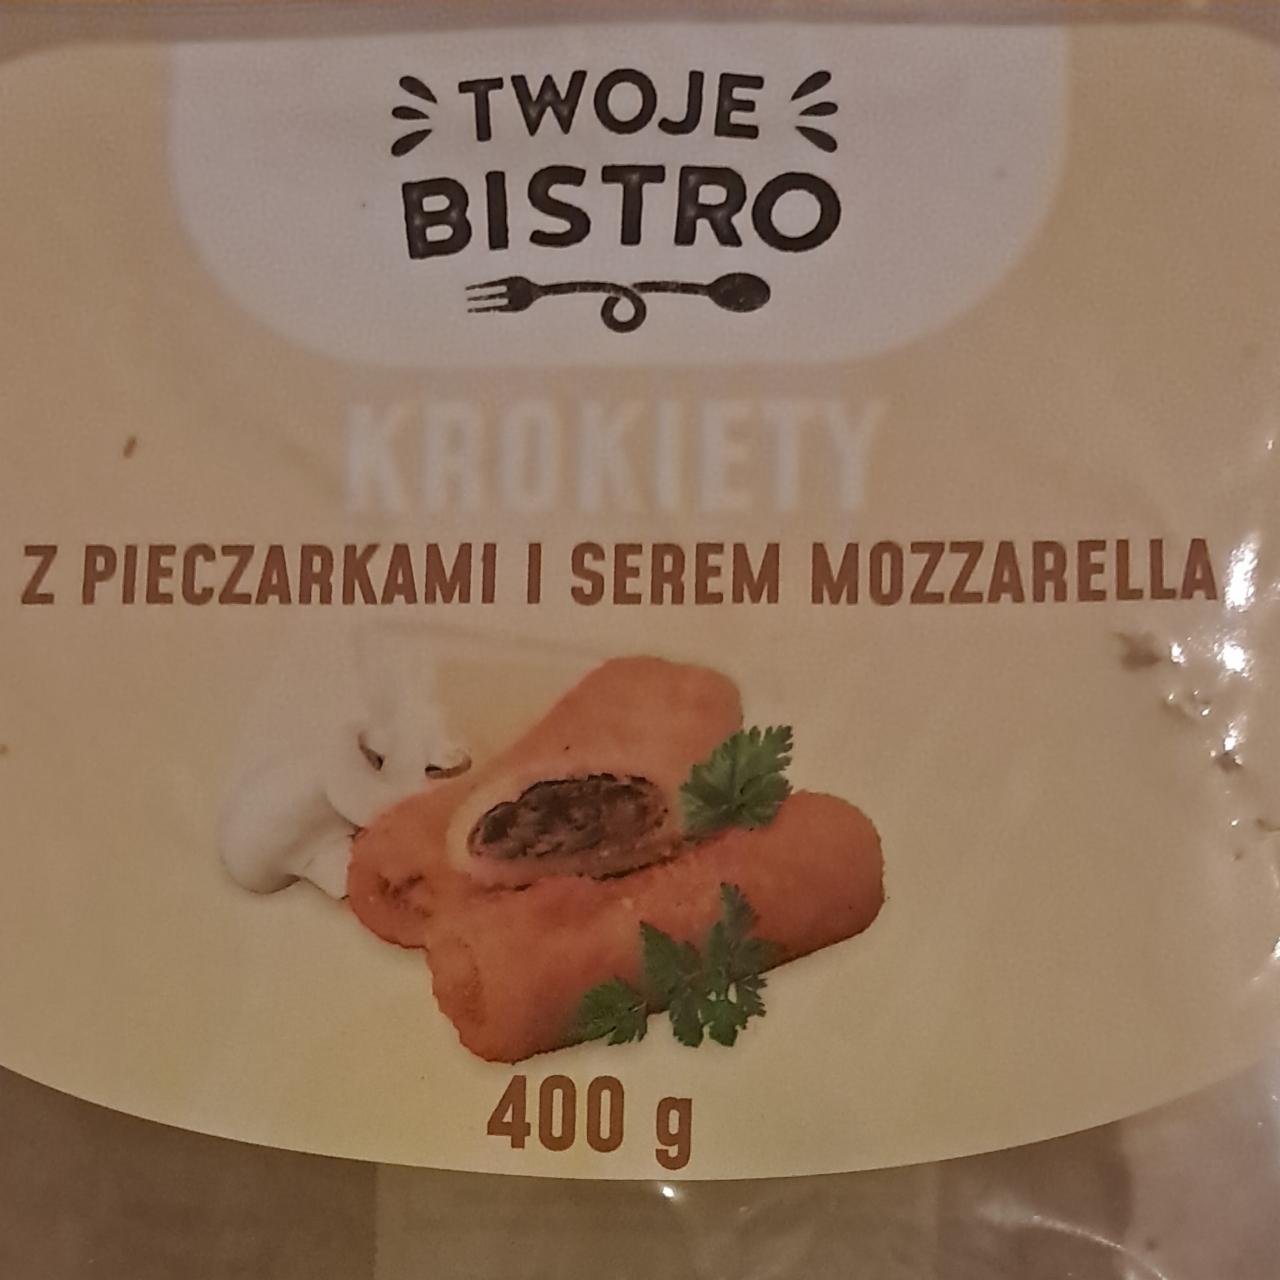 TWOJE
BISTRO
KROKIETY
Z PIECZARKAMI I SEREM MOZZARELLA
400 g